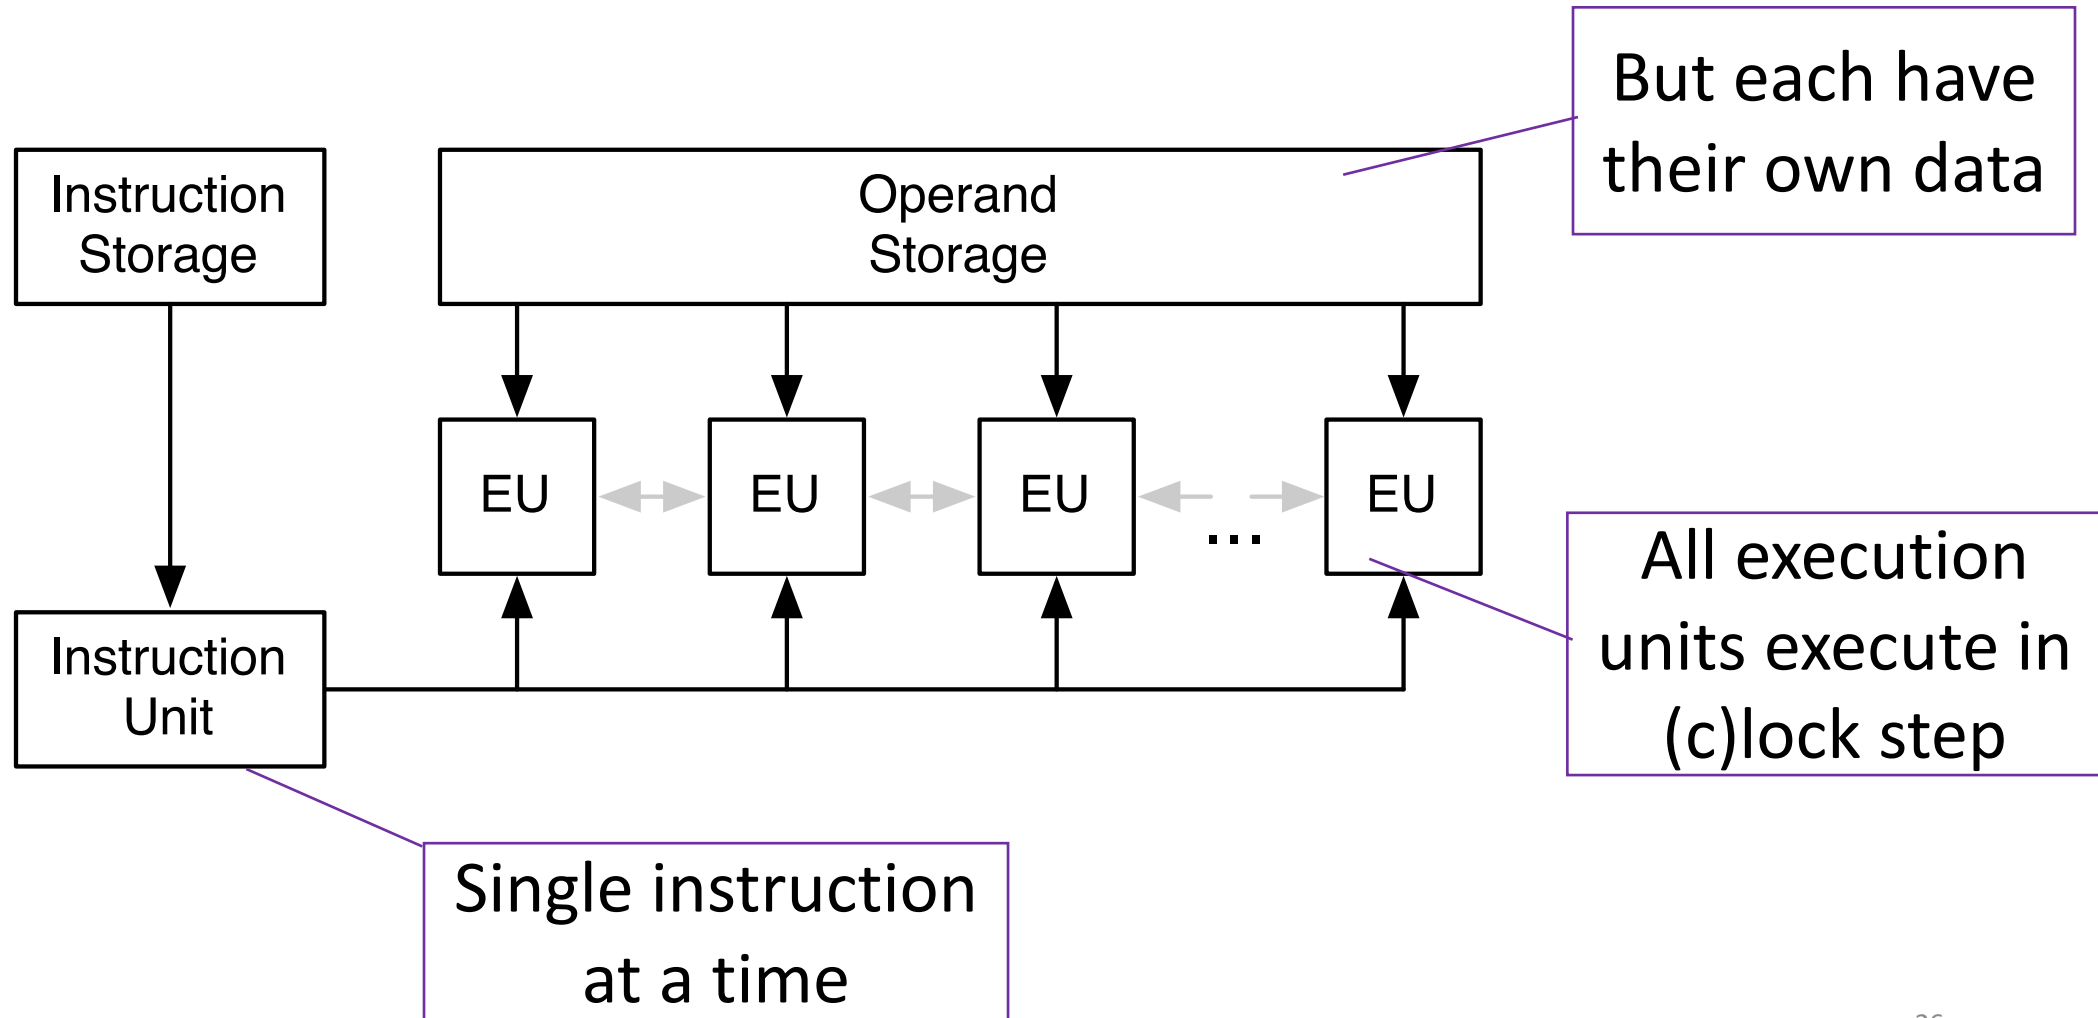 But each have
their own data
Instruction
Storage
Operand
Storage
EU
EU
EU
...
EU
All execution
units execute in
(c)lock step
Instruction
Unit
Single instruction
at a time